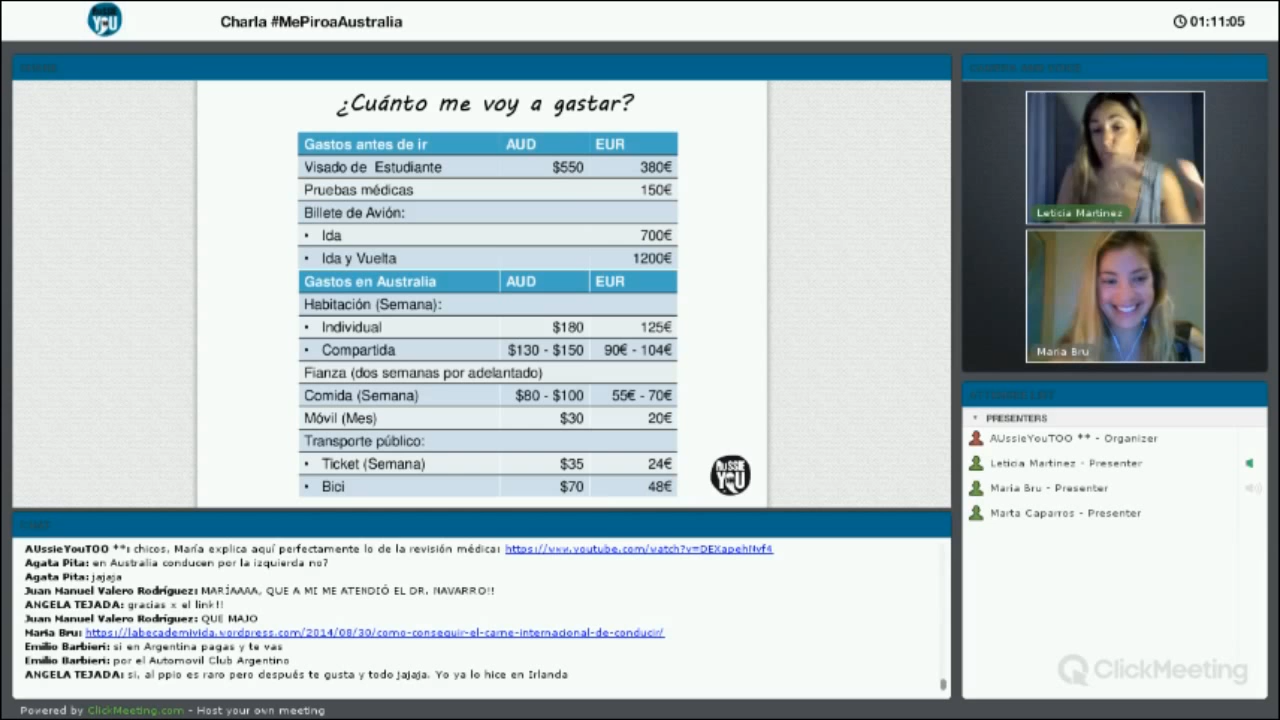 AUSSIE YOU
Charla #MePiroaAustralia
01:11:05
¿Cuánto me voy a gastar?
Gastos antes de ir AUD EUR
Visado de Estudiante $550 380€
Pruebas médicas 150€
Billete de Avión:
• Ida 700€
• Ida y Vuelta 1200€
Gastos en Australia AUD EUR
Habitación (Semana):
• Individual $180 125€
• Compartida $130 - $150 90€ - 104€
Fianza (dos semanas por adelantado)
Comida (Semana) $80 - $100 55€ - 70€
Móvil (Mes) $30 20€
Transporte público:
• Ticket (Semana) $35 24€
• Bici $70 48€
AUSSIE YOU
Leticia Martinez
Maria Bru
ATTENDEE LIST
PRESENTERS
AUssieYouTOO ** - Organizer
Leticia Martinez - Presenter
Maria Bru - Presenter
Marta Caparros - Presenter
CHAT
AUssieYouTOO **: chicos, María explica aquí perfectamente lo de la revisión médica:
Agata Pita: en Australia conducen por la izquierda no?
Agata Pita: jajaja
Juan Manuel Valero Rodríguez: MARÍAAAA, QUE A MI ME ATENDIÓ EL DR. NAVARRO!!
ANGELA TEJADA: gracias x el link!!
Juan Manuel Valero Rodríguez: QUE MAJO
Maria Bru: https://labecademivida.wordpress.com/2014/08/30/como-conseguir-el-carne-internacional-de-conducir/
Emilio Barbieri: si en Argentina pagas y te vas
Emilio Barbieri: por el Automovil Club Argentino
ANGELA TEJADA: si, al ppio es raro pero después te gusta y todo jajaja. Yo ya lo hice en Irlanda
ClickMeeting
Powered by ClickMeeting.com - Host your own meeting